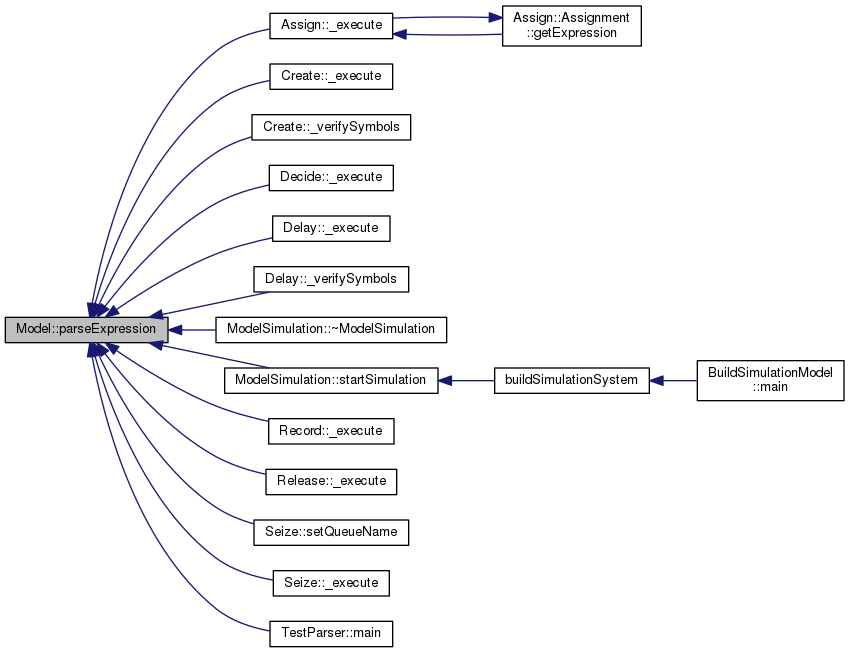 Assign::_execute
Assign::Assignment
::getExpression
Create::_execute
Create::_verifySymbols
Decide::_execute
Delay::_execute
Delay::_verifySymbols
Model::parseExpression
ModelSimulation::~ModelSimulation
ModelSimulation::startSimulation
buildSimulationSystem
BuildSimulationModel
::main
Record::_execute
Release::_execute
Seize::setQueueName
Seize::_execute
TestParser::main